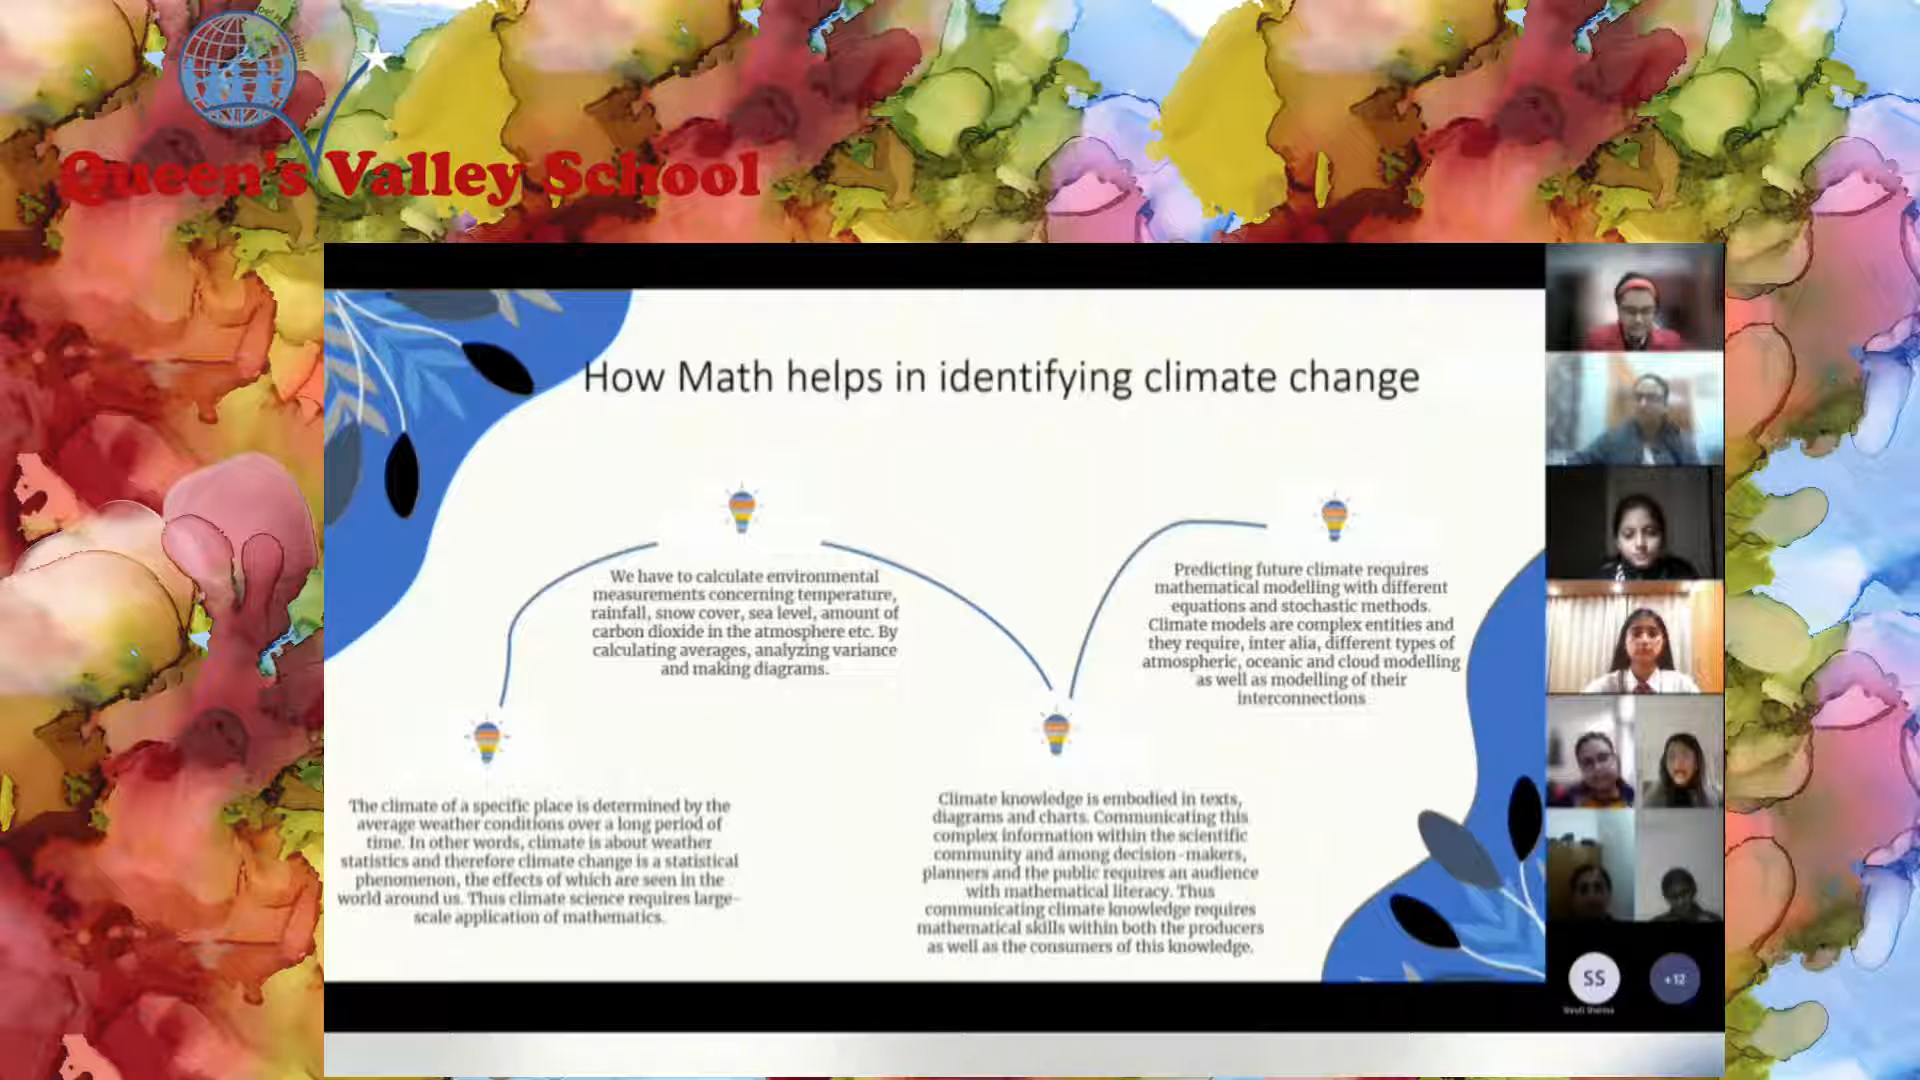 Queen's Valley School
How Math helps in identifying climate change
We have to calculate environmental
measurements concerning temperature,
rainfall, snow cover, sea level, amount of
carbon dioxide in the atmosphere etc. By
calculating averages, analyzing variance
and making diagrams.
Predicting future climate requires
mathematical modelling with different
equations and stochastic methods.
Climate models are complex entities and
they require, inter alia, different types of
atmospheric, oceanic and cloud modelling
as well as modelling of their
interconnections
The climate of a specific place is determined by the
average weather conditions over a long period of
time. In other words, climate is about weather
statistics and therefore climate change is a statistical
phenomenon, the effects of which are seen in the
world around us. Thus climate science requires large-
scale application of mathematics.
Climate knowledge is embodied in texts,
diagrams and charts. Communicating this
complex information within the scientific
community and among decision-makers,
planners and the public requires an audience
with mathematical literacy. Thus
communicating climate knowledge requires
mathematical skills within both the producers
as well as the consumers of this knowledge.
SS
+12